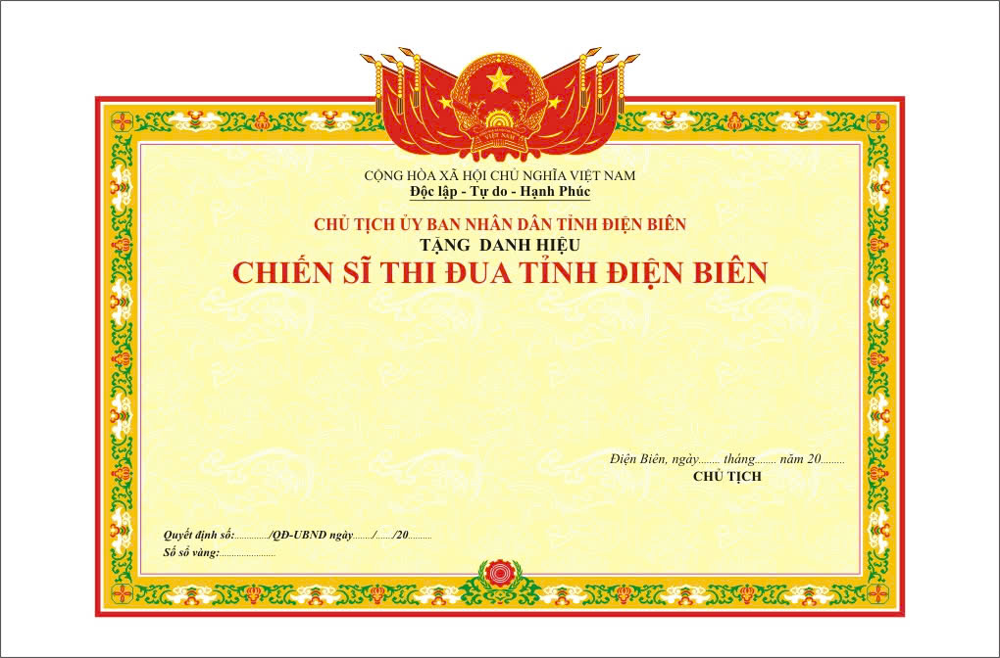 VIỆT NAM
CỘNG HÒA XÃ HỘI CHỦ NGHĨA VIỆT NAM
Độc lập - Tự do - Hạnh Phúc
CHỦ TỊCH ỦY BAN NHÂN DÂN TỈNH ĐIỆN BIÊN
TẶNG DANH HIỆU
CHIẾN SĨ THI ĐUA TỈNH ĐIỆN BIÊN
Điện Biên, ngày........ tháng........ năm 20.........
CHỦ TỊCH
Quyết định số:............../QĐ-UBND ngày......../......./20..........
Số sổ vàng:.......................